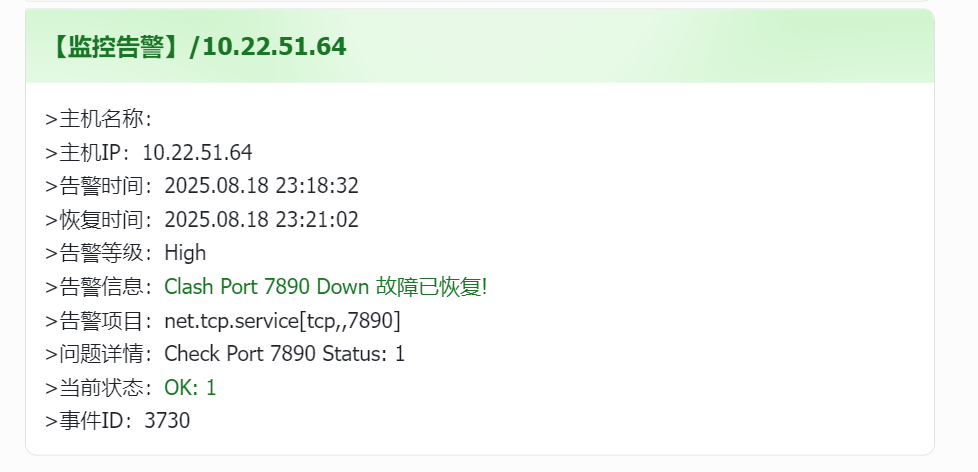 【监控告警】/10.22.51.64
>主机名称:
>主机IP：10.22.51.64
>告警时间：2025.08.18 23:18:32
>恢复时间：2025.08.18 23:21:02
>告警等级：High
>告警信息：Clash Port 7890 Down 故障已恢复!
>告警项目：net.tcp.service[tcp,,7890]
>问题详情：Check Port 7890 Status: 1
>当前状态：OK: 1
>事件ID：3730